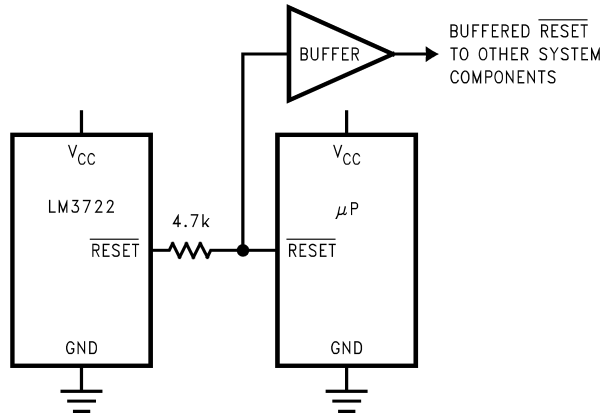 BUFFER
BUFFERED RESET
TO OTHER SYSTEM
COMPONENTS
VCC
LM3722
RESET
GND
4.7k
VCC
μP
RESET
GND